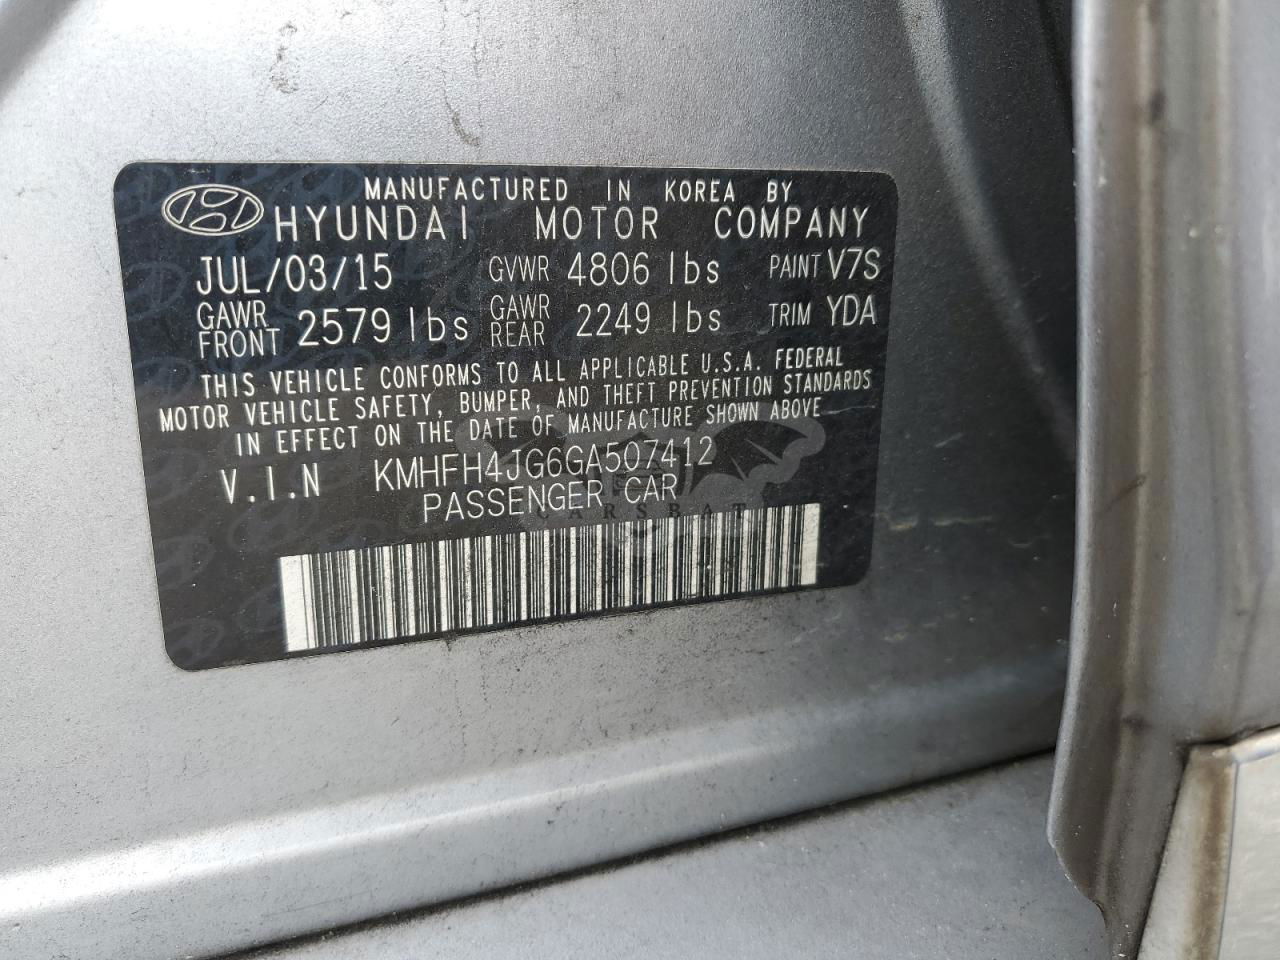 MANUFACTURED IN KOREA BY
HYUNDAI MOTOR COMPANY
JUL/03/15 GVWR 4806 lbs PAINT V7S
GAWR FRONT 2579 lbs GAWR REAR 2249 lbs TRIM YDA
THIS VEHICLE CONFORMS TO ALL APPLICABLE U.S.A. FEDERAL
MOTOR VEHICLE SAFETY, BUMPER, AND THEFT PREVENTION STANDARDS
IN EFFECT ON THE DATE OF MANUFACTURE SHOWN ABOVE
V.I.N KMHFH4JG6GA507412
PASSENGER CAR
CARSBAT